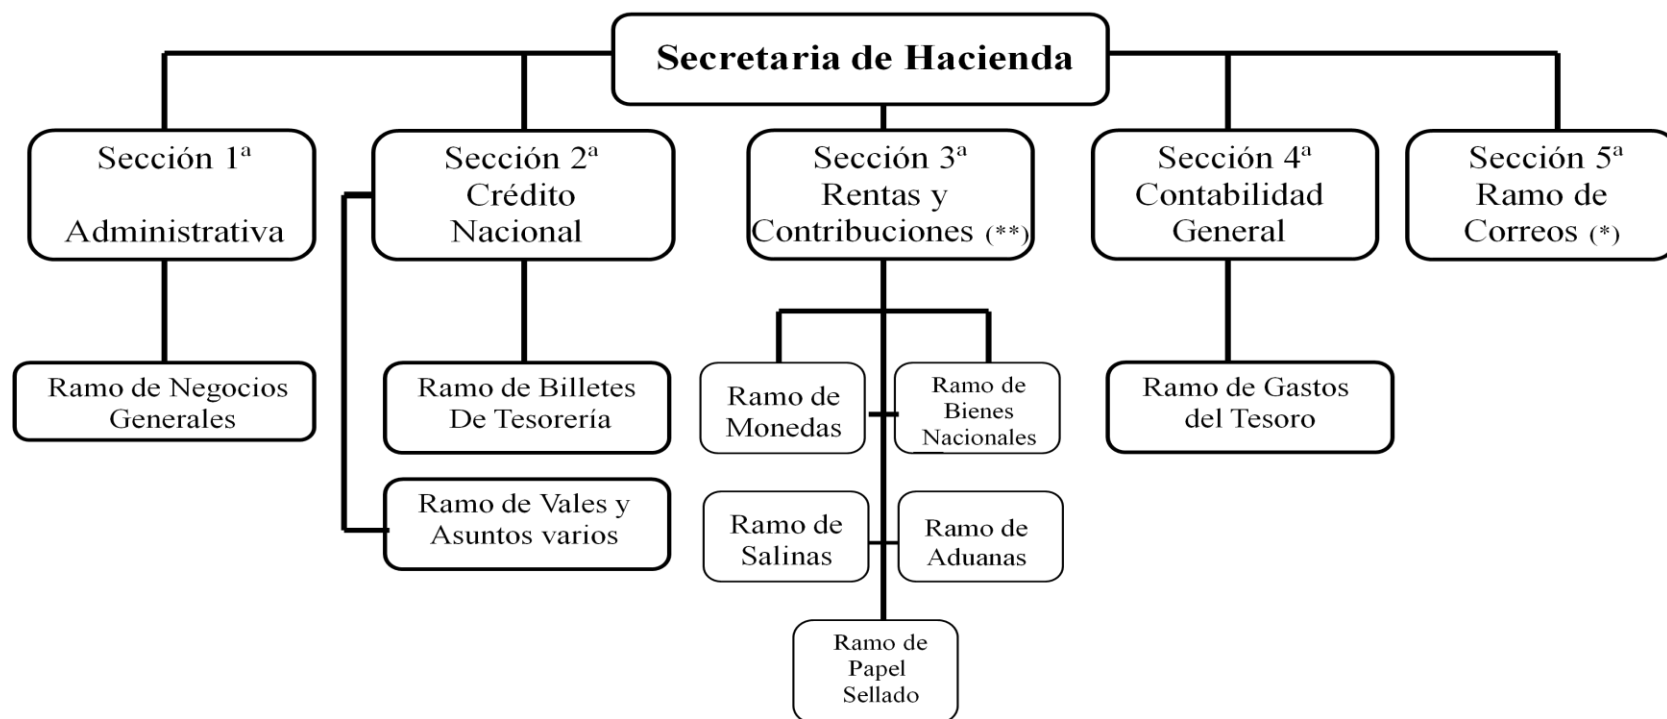 Secretaria de Hacienda
Sección 1ª
Administrativa
Sección 2ª
Crédito
Nacional
Sección 3ª
Rentas y
Contribuciones (**)
Sección 4ª
Contabilidad
General
Sección 5ª
Ramo de
Correos (*)
Ramo de Negocios
Generales
Ramo de Billetes
De Tesorería
Ramo de Vales y
Asuntos varios
Ramo de
Monedas
Ramo de
Bienes
Nacionales
Ramo de
Salinas
Ramo de
Aduanas
Ramo de
Papel
Sellado
Ramo de Gastos
del Tesoro